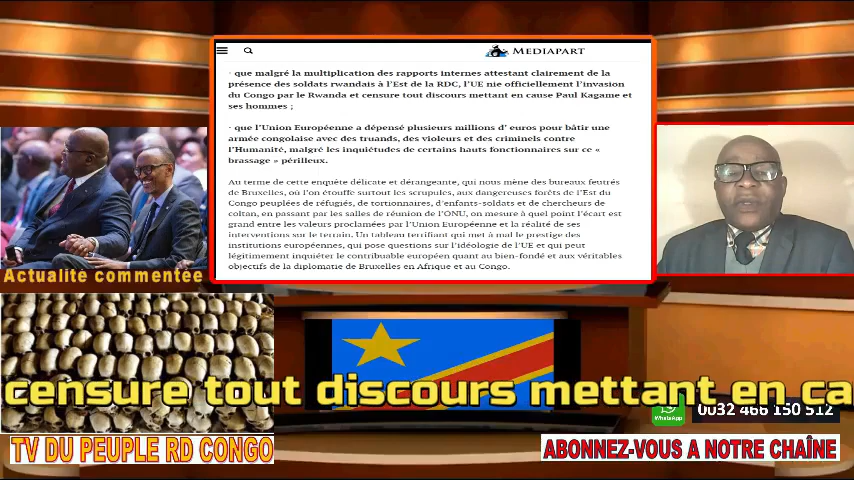 MEDIAPART
· que malgré la multiplication des rapports internes attestant clairement de la
présence des soldats rwandais à l'Est de la RDC, l'UE nie officiellement l'invasion
du Congo par le Rwanda et censure tout discours mettant en cause Paul Kagame et
ses hommes ;
· que l'Union Européenne a dépensé plusieurs millions d' euros pour bâtir une
armée congolaise avec des truands, des violeurs et des criminels contre
l'Humanité, malgré les inquiétudes de certains hauts fonctionnaires sur ce «
brassage » périlleux.
Au terme de cette enquête délicate et dérangeante, qui nous mène des bureaux feutrés
de Bruxelles, où l'on étouffe surtout les scrupules, aux dangereuses forêts de l'Est du
Congo peuplées de réfugiés, de tortionnaires, d'enfants-soldats et de chercheurs de
coltan, en passant par les salles de réunion de l'ONU, on mesure à quel point l'écart est
grand entre les valeurs proclamées par l'Union Européenne et la réalité de ses
interventions sur le terrain. Un tableau terrifiant qui met à mal le prestige des
institutions européennes, qui pose questions sur l'idéologie de l'UE et qui peut
légitimement inquiéter le contribuable européen quant au bien-fondé et aux véritables
objectifs de la diplomatie de Bruxelles en Afrique et au Congo.
Actualité commentée
censure tout discours mettant en ca
WhatsApp
0032 466 150 512
TV DU PEUPLE RD CONGO
ABONNEZ-VOUS A NOTRE CHAÎNE